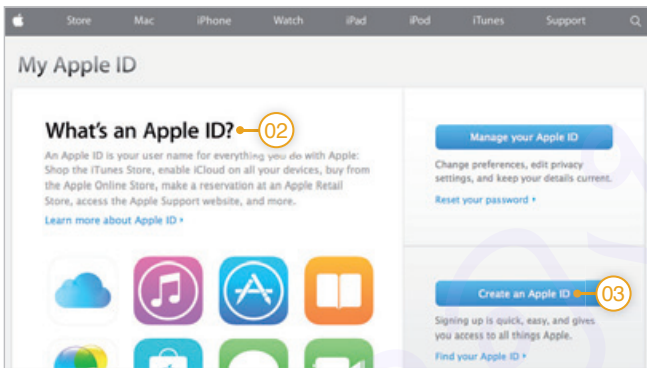 Store Mac iPhone Watch iPad iPod iTunes Support
My Apple ID
What's an Apple ID? 02
An Apple ID is your user name for everything you do with Apple:
Shop the iTunes Store, enable iCloud on all your devices, buy from
the Apple Online Store, make a reservation at an Apple Retail
Store, access the Apple Support website, and more.
Learn more about Apple ID
Manage your Apple ID
Change preferences, edit privacy
settings, and keep your details current.
Reset your password
Create an Apple ID 03
Signing up is quick, easy, and gives
you access to all things Apple.
Find your Apple ID